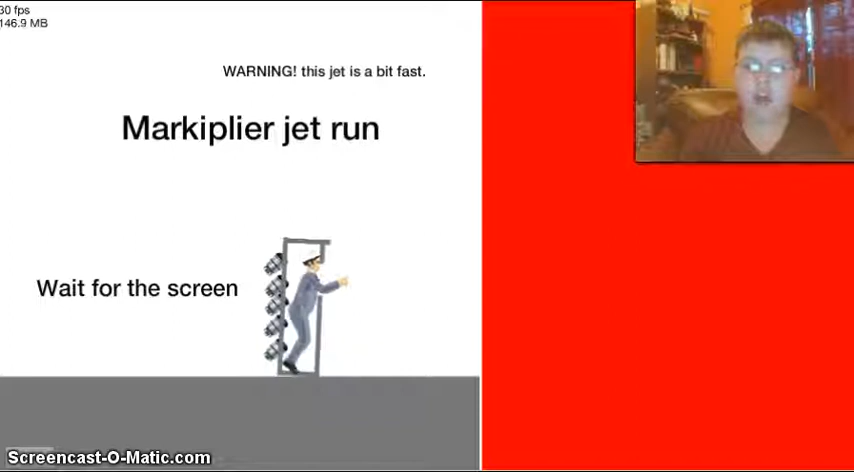 30 fps
146.9 MB
WARNING! this jet is a bit fast.
Markiplier jet run
Wait for the screen
Screencast-O-Matic.com